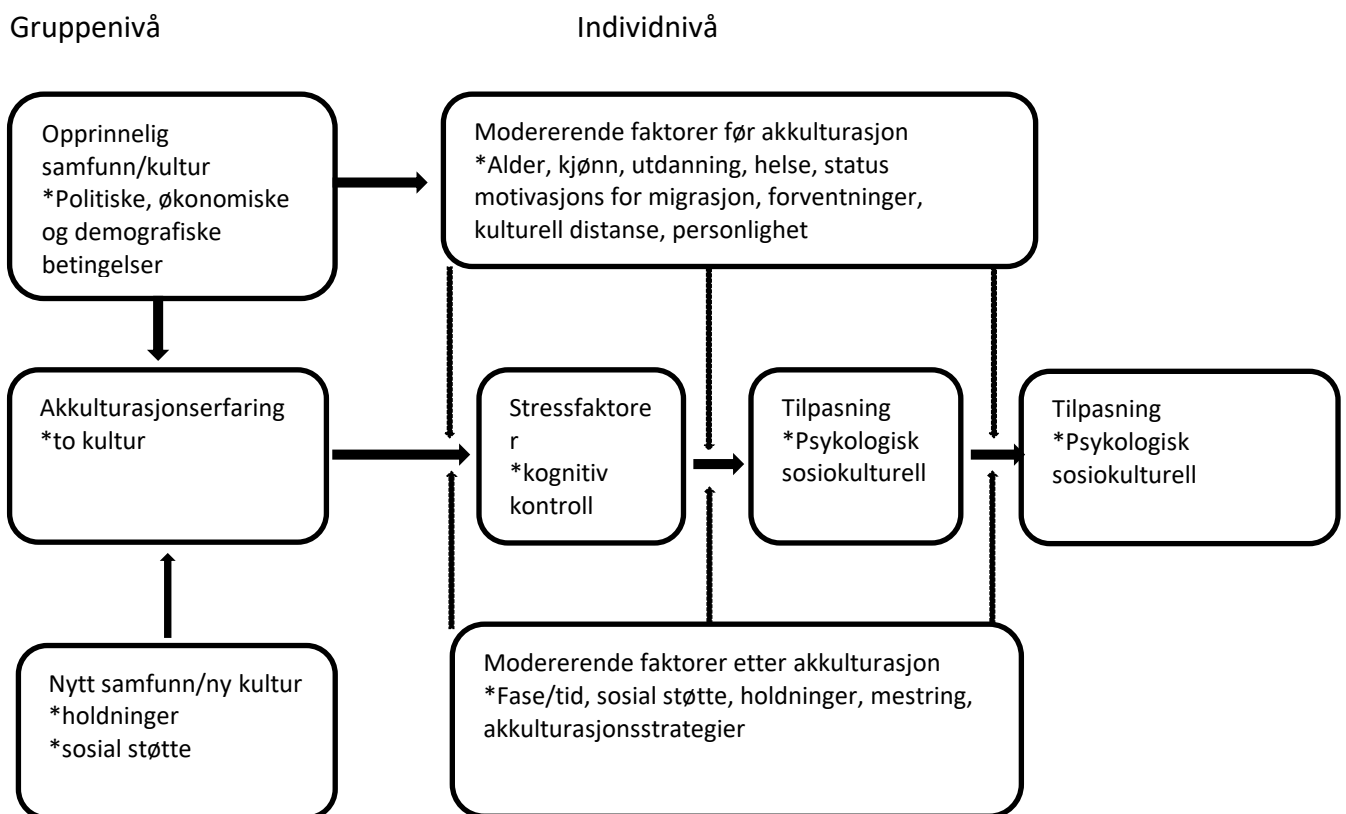 Gruppenivå
Individnivå
Opprinnelig
samfunn/kultur
*Politiske, økonomiske
og demografiske
betingelser
Modererende faktorer før akkulturasjon
*Alder, kjønn, utdanning, helse, status
motivasjons for migrasjon, forventninger,
kulturell distanse, personlighet
Akkulturasjonserfaring
*to kultur
Stressfaktore
r
*kognitiv
kontroll
Tilpasning
*Psykologisk
sosiokulturell
Tilpasning
*Psykologisk
sosiokulturell
Nytt samfunn/ny kultur
*holdninger
*sosial støtte
Modererende faktorer etter akkulturasjon
*Fase/tid, sosial støtte, holdninger, mestring,
akkulturasjonsstrategier